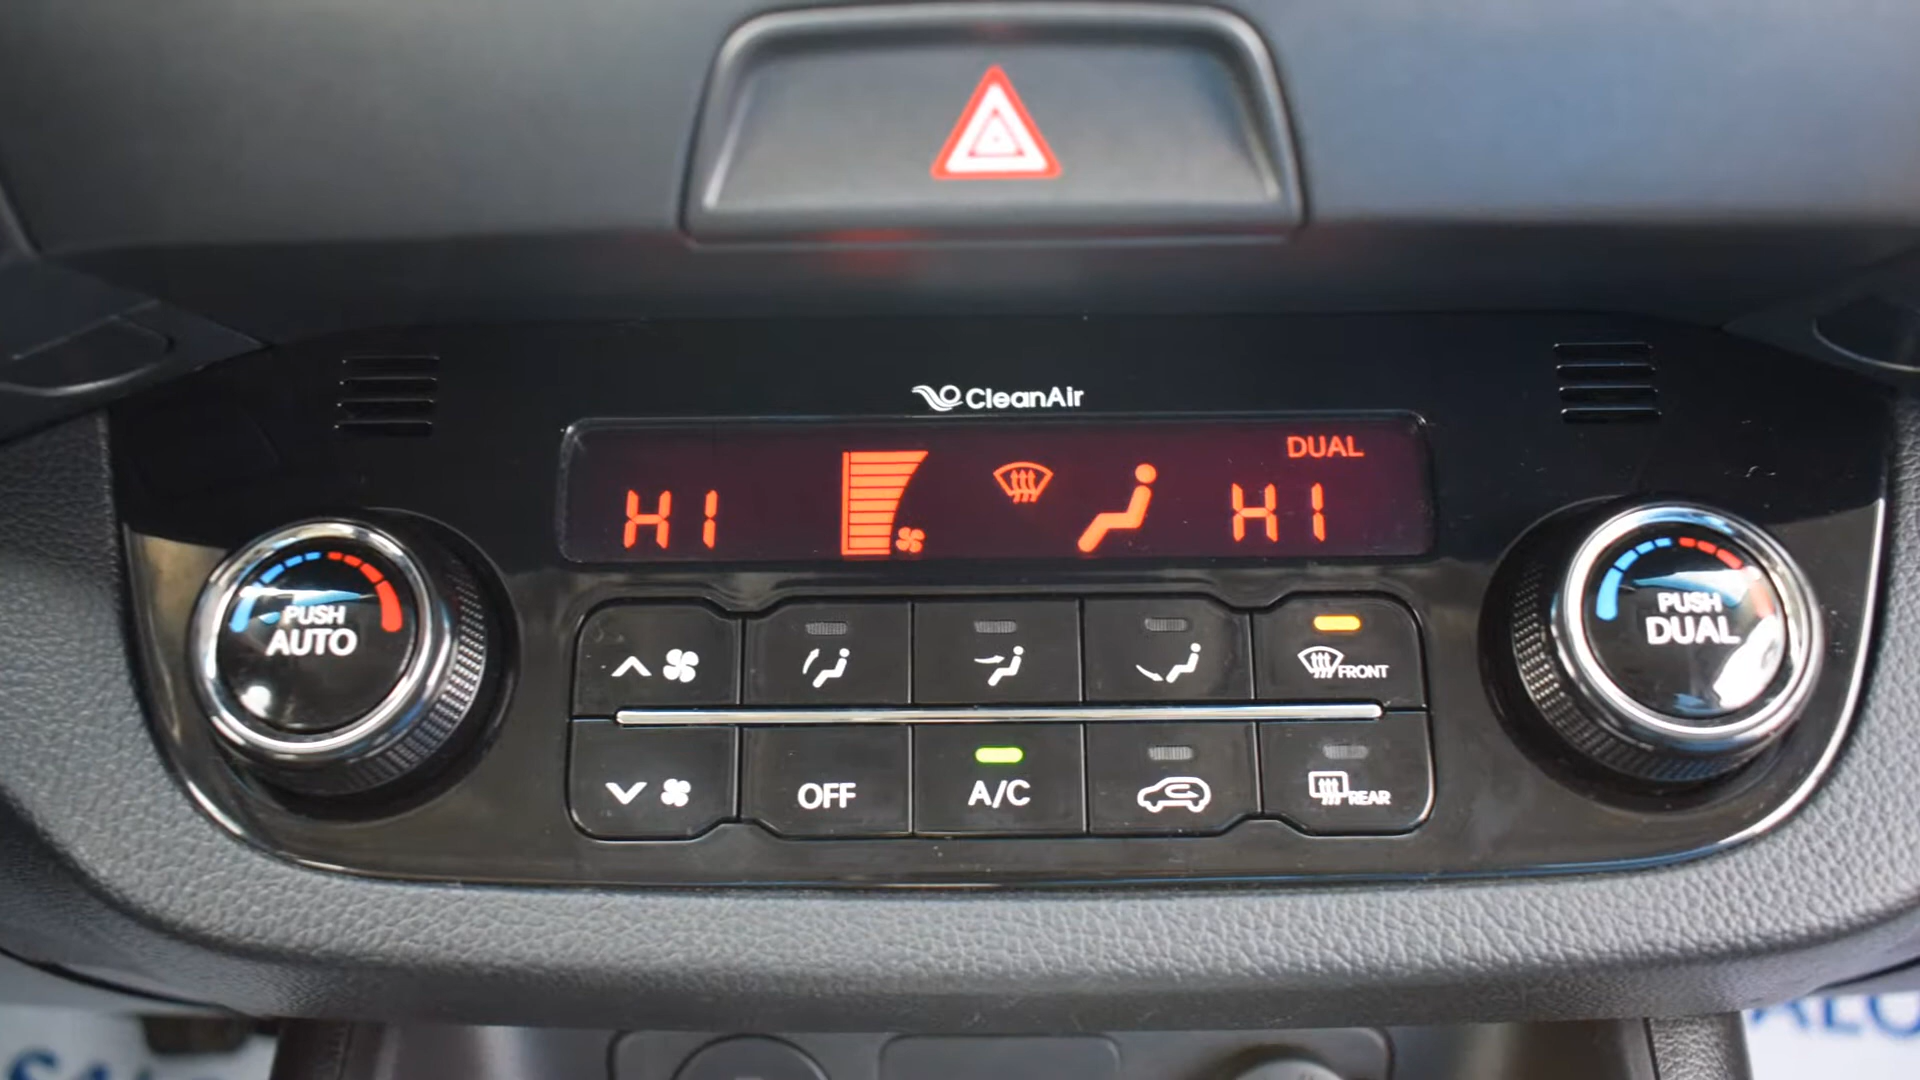 CleanAir
DUAL
HI
HI
PUSH
AUTO
PUSH
DUAL
FRONT
OFF
A/C
REAR